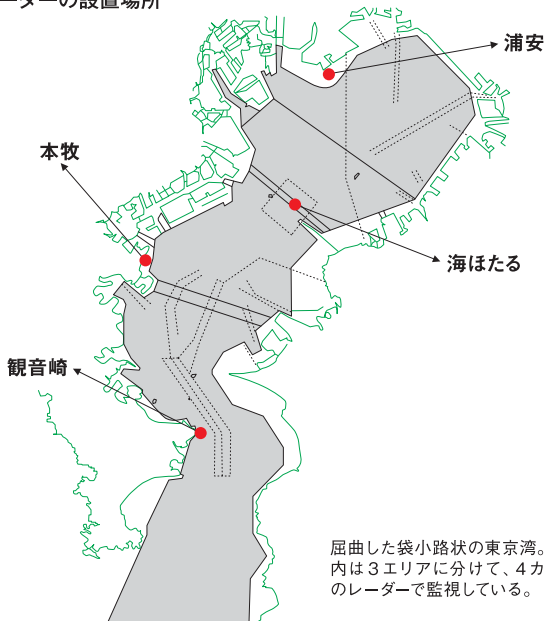 ーダーの設置場所
浦安
本牧
海ほたる
観音崎
屈曲した袋小路状の東京湾。
内は3エリアに分けて、4カ
のレーダーで監視している。